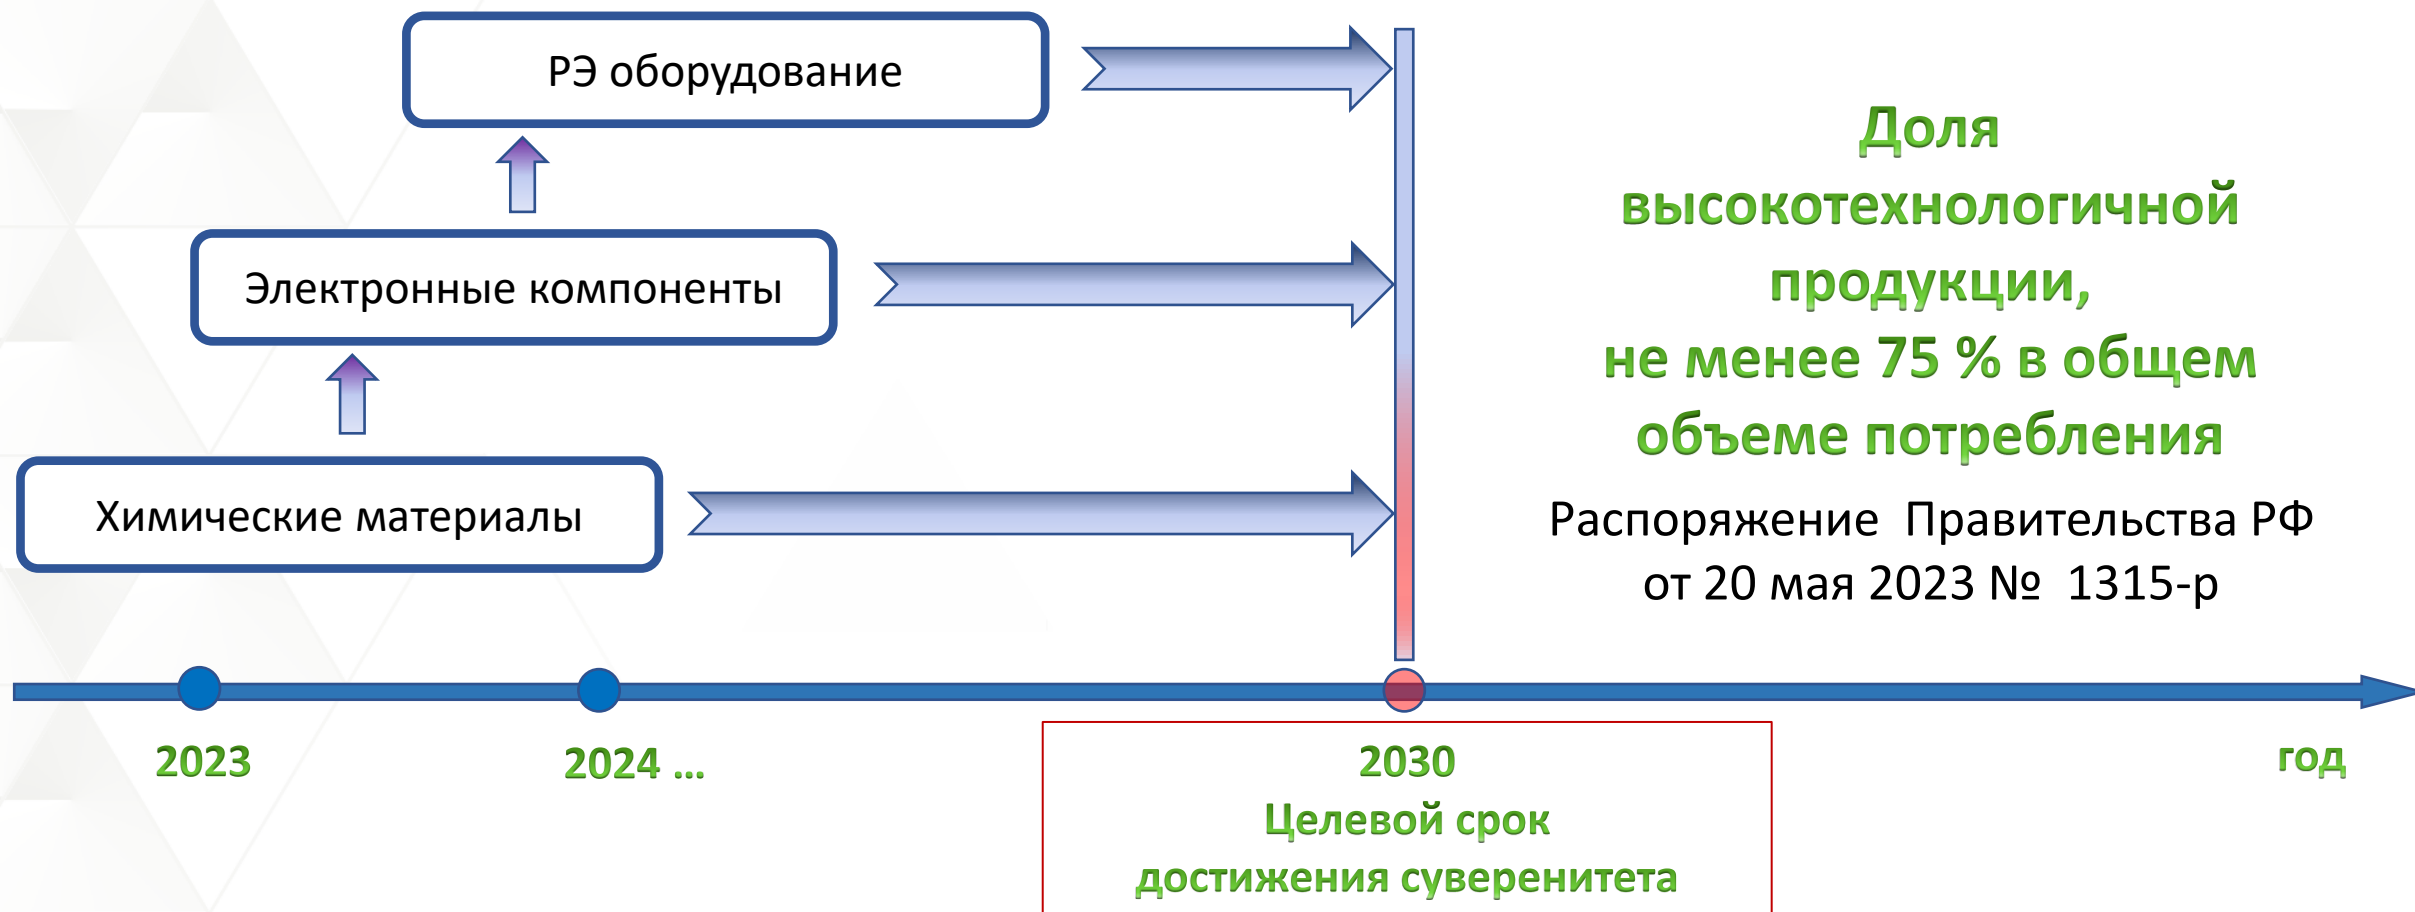 РЭ оборудование
Электронные компоненты
Химические материалы
Доля
высокотехнологичной
продукции,
не менее 75 % в общем
объеме потребления
Распоряжение Правительства РФ
от 20 мая 2023 № 1315-р
2023
2024 ...
2030
Целевой срок
достижения суверенитета
год